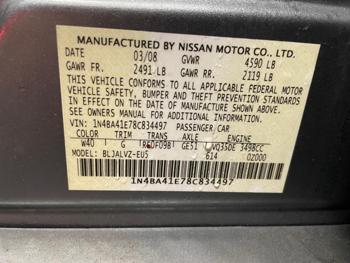 MANUFACTURED BY NISSAN MOTOR CO., LTD.
03/08 GVWR 4590 LB
GAWR FR: 2491 LB GAWR RR: 2119 LB
THIS VEHICLE CONFORMS TO ALL APPLICABLE FEDERAL MOTOR
VEHICLE SAFETY, BUMPER AND THEFT PREVENTION STANDARDS
IN EFFECT ON THE DATE OF MANUFACTURE SHOWN ABOVE.
SEE OWNERS MANUAL FOR ADDITIONAL INFORMATION
VIN: 1N4BA41E78C834497 PASSENGER CAR
COLOR TRIM TRANS AXLE ENGINE
W40 G GE51 VQ35DE 3498CC
MODEL: BLJALVZ-EU5 614 0Z000
1N4BA41E78C834497